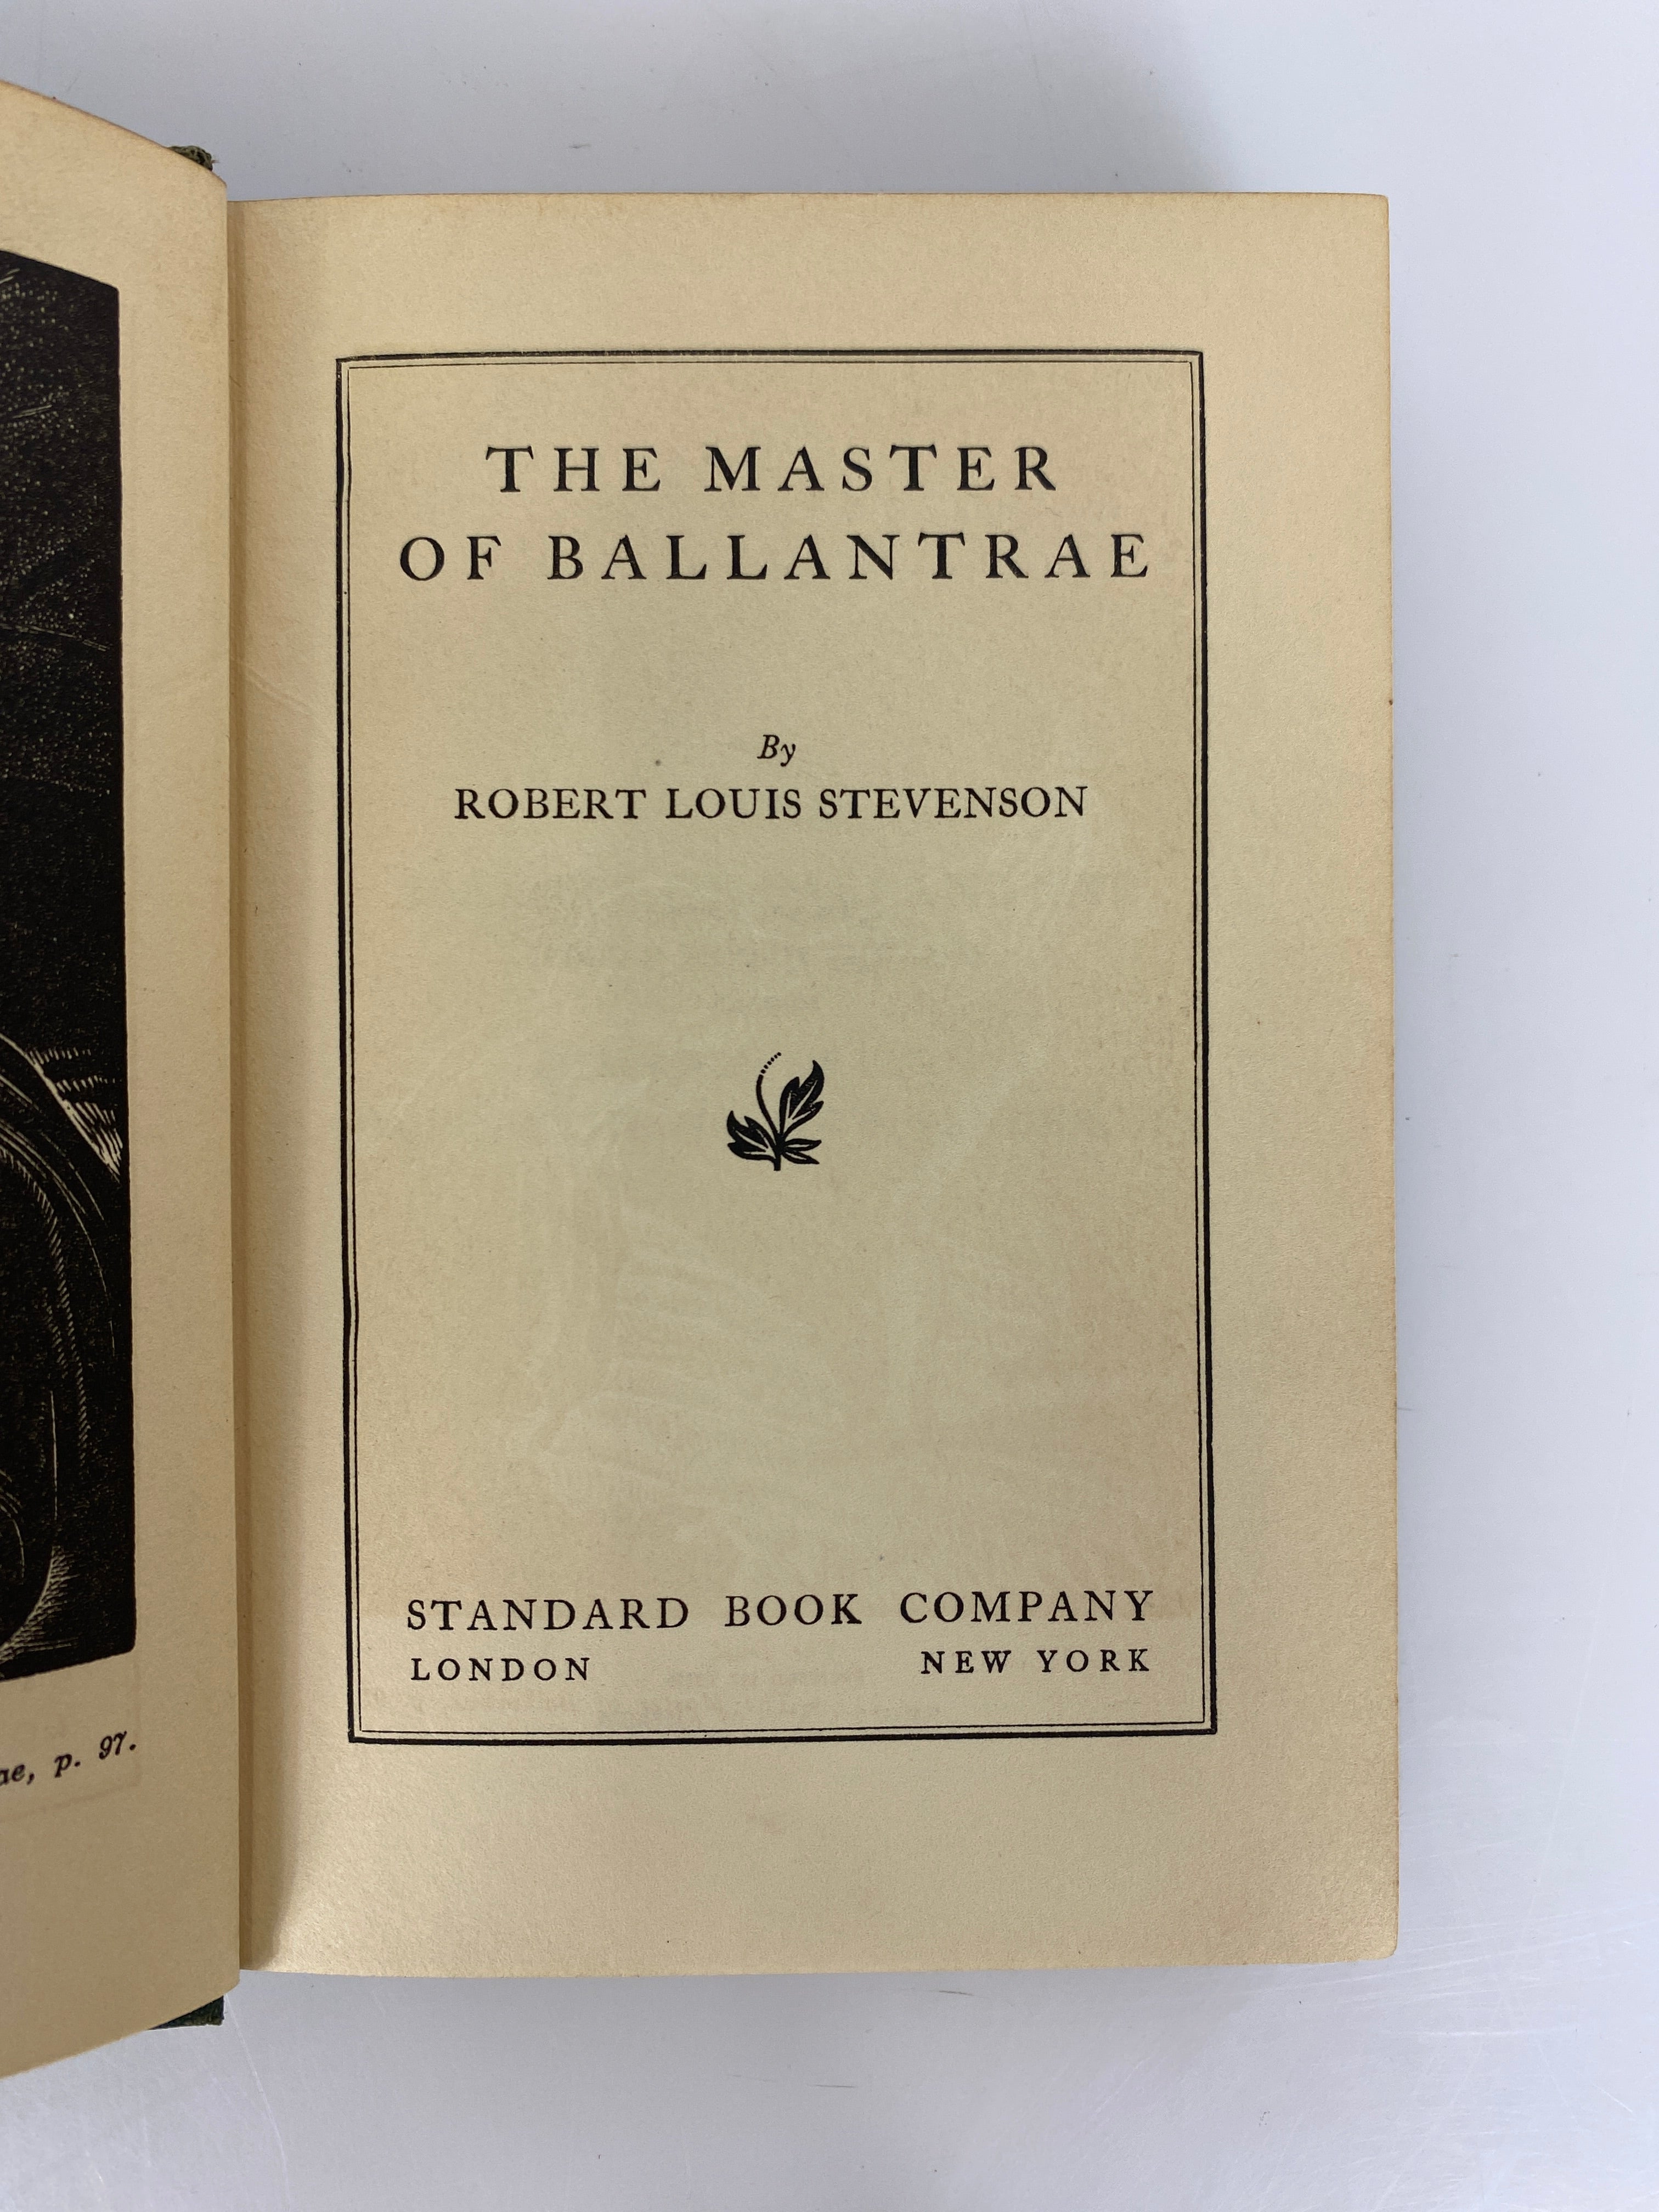 THE MASTER
OF BALLANTRAE
By
ROBERT LOUIS STEVENSON
STANDARD BOOK COMPANY
LONDON NEW YORK
p. 97.